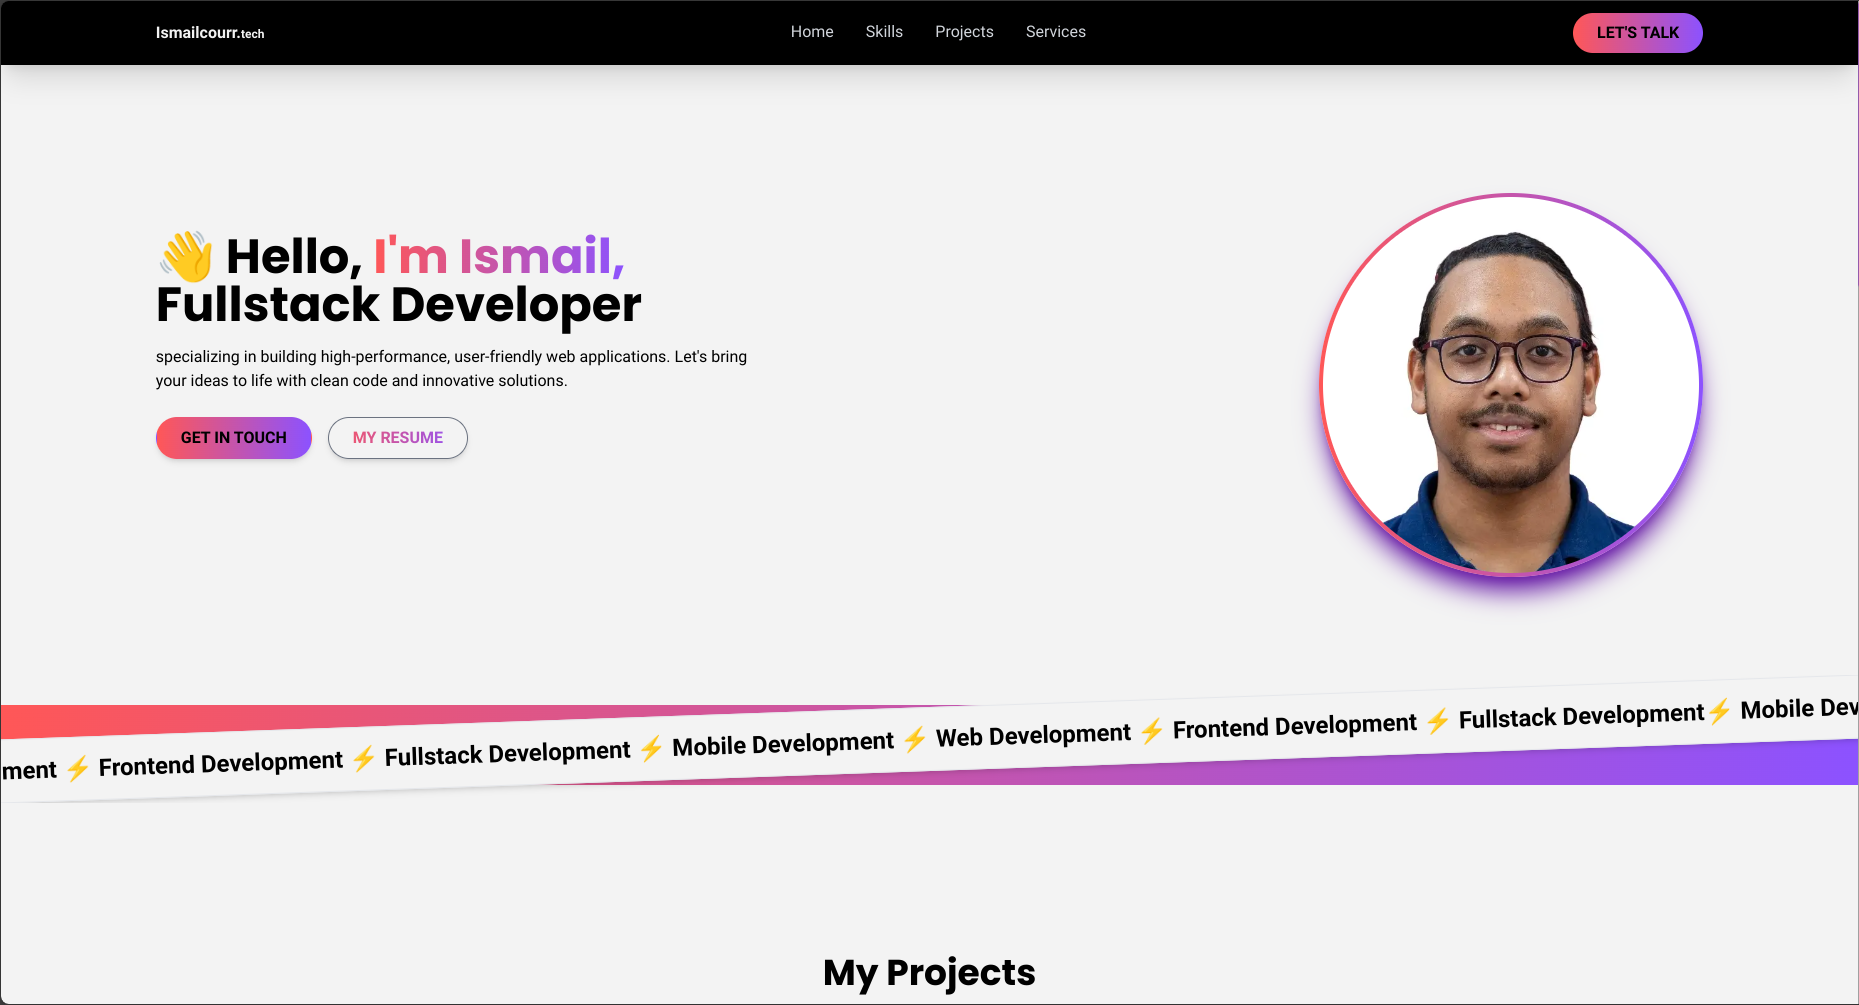 Ismailcourr.tech
Home Skills Projects Services
LET'S TALK
👋 Hello, I'm Ismail,
Fullstack Developer
specializing in building high-performance, user-friendly web applications. Let's bring
your ideas to life with clean code and innovative solutions.
GET IN TOUCH
MY RESUME
ment ⚡ Frontend Development ⚡ Fullstack Development ⚡ Mobile Development ⚡ Web Development ⚡ Frontend Development ⚡ Fullstack Development⚡ Mobile Dev
My Projects